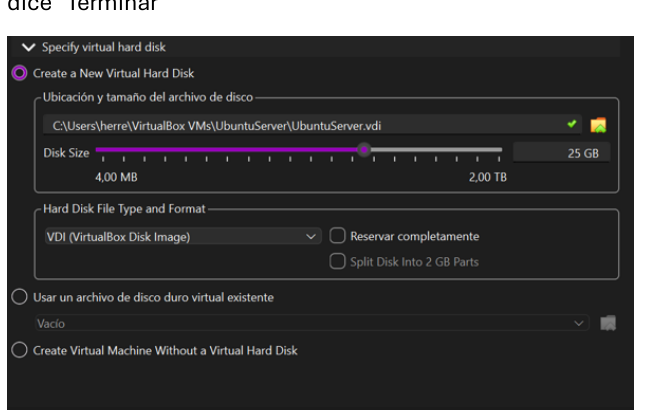 dice "Terminar"
Specify virtual hard disk
Create a New Virtual Hard Disk
Ubicación y tamaño del archivo de disco
C:\Users\herre\VirtualBox VMs\UbuntuServer\UbuntuServer.vdi
Disk Size
25 GB
4,00 MB
2,00 TB
Hard Disk File Type and Format
VDI (VirtualBox Disk Image)
Reservar completamente
Split Disk Into 2 GB Parts
Usar un archivo de disco duro virtual existente
Vacío
Create Virtual Machine Without a Virtual Hard Disk